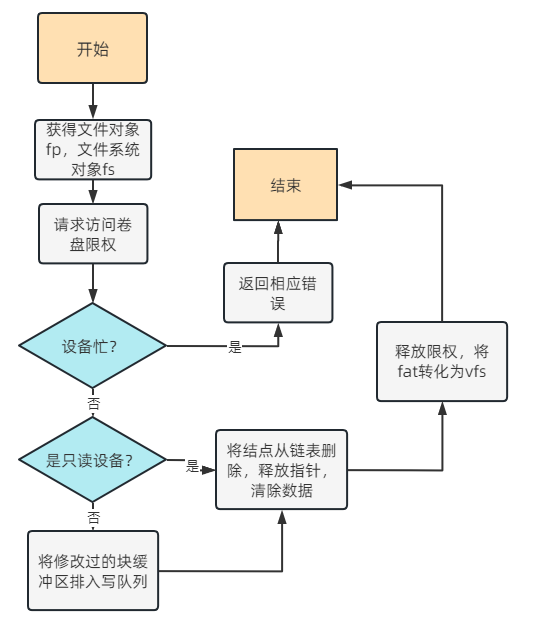 开始
获得文件对象
fp，文件系统
对象fs
请求访问卷
盘限权
设备忙？
是
返回相应错
误
结束
否
是只读设备？
是
将结点从链表删
除，释放指针，
清除数据
释放限权，将
fat转化为vfs
否
将修改过的块缓
冲区排入写队列